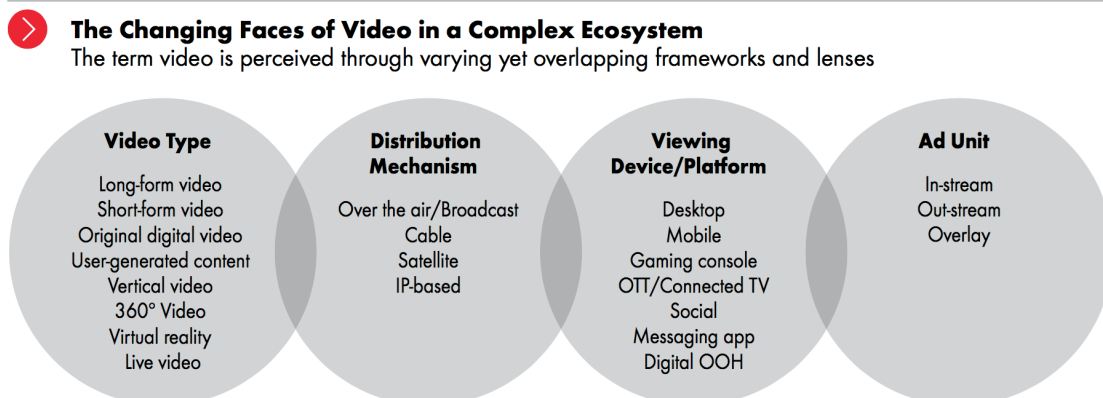 The Changing Faces of Video in a Complex Ecosystem
The term video is perceived through varying yet overlapping frameworks and lenses
Video Type
Long-form video
Short-form video
Original digital video
User-generated content
Vertical video
360° Video
Virtual reality
Live video
Distribution
Mechanism
Over the air/Broadcast
Cable
Satellite
IP-based
Viewing
Device/Platform
Desktop
Mobile
Gaming console
OTT/Connected TV
Social
Messaging app
Digital OOH
Ad Unit
In-stream
Out-stream
Overlay